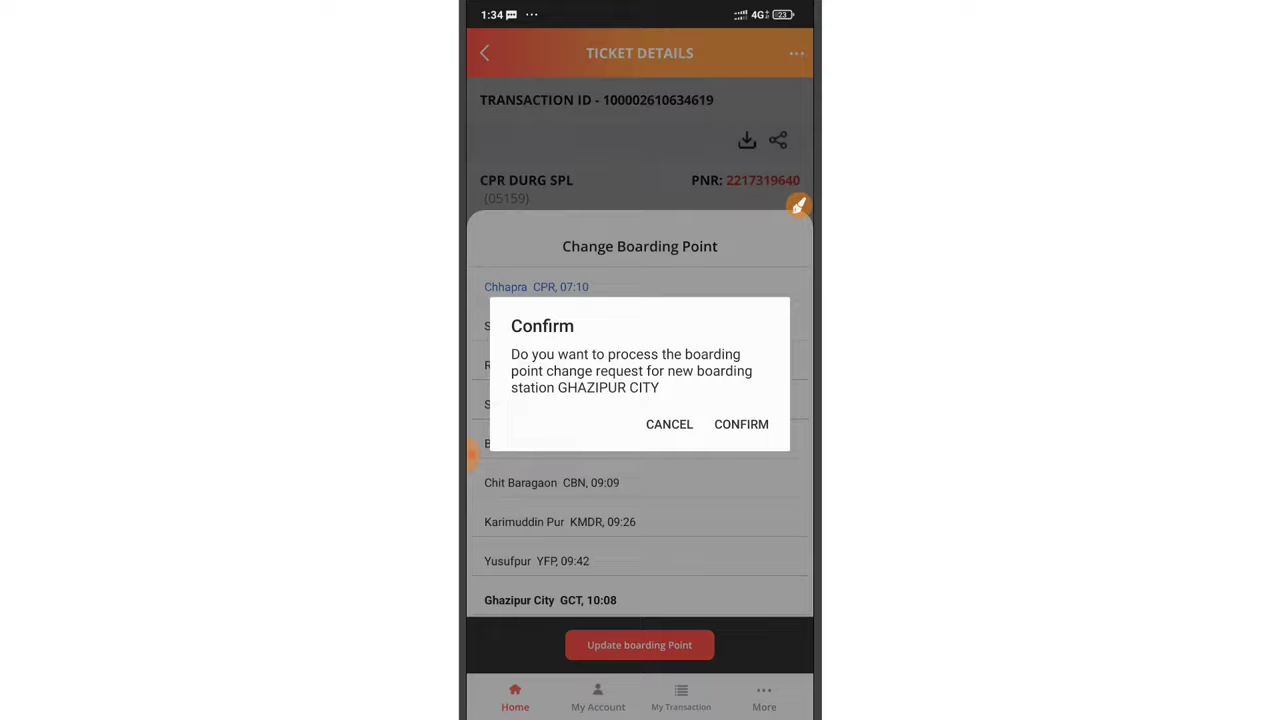 1:34
4G
23
TICKET DETAILS
TRANSACTION ID - 100002610634619
CPR DURG SPL PNR: 2217319640
(05159)
Change Boarding Point
Chhapra CPR, 07:10
Confirm
Do you want to process the boarding
point change request for new boarding
station GHAZIPUR CITY
CANCEL CONFIRM
Chit Baragaon CBN, 09:09
Karimuddin Pur KMDR, 09:26
Yusufpur YFP, 09:42
Ghazipur City GCT, 10:08
Update boarding Point
Home My Account My Transaction More